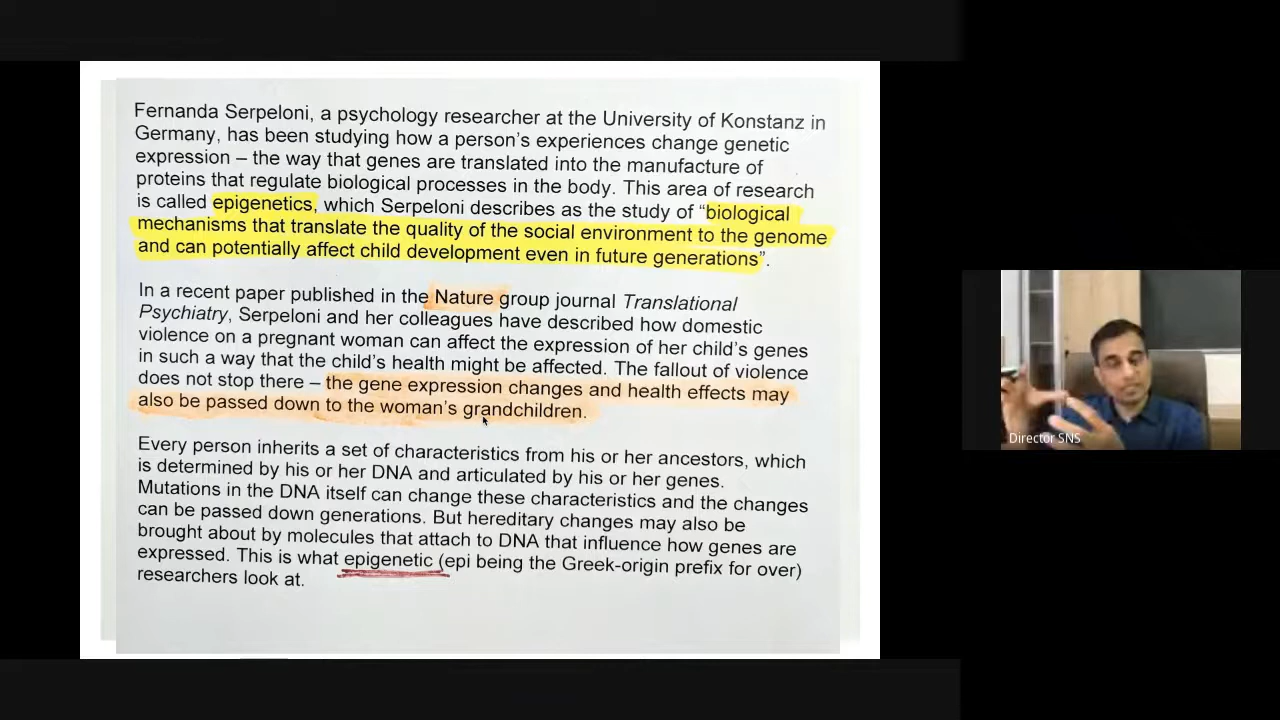 Fernanda Serpeloni, a psychology researcher at the University of Konstanz in
Germany, has been studying how a person's experiences change genetic
expression – the way that genes are translated into the manufacture of
proteins that regulate biological processes in the body. This area of research
is called epigenetics, which Serpeloni describes as the study of “biological
mechanisms that translate the quality of the social environment to the genome
and can potentially affect child development even in future generations”.
In a recent paper published in the Nature group journal Translational
Psychiatry, Serpeloni and her colleagues have described how domestic
violence on a pregnant woman can affect the expression of her child's genes
in such a way that the child's health might be affected. The fallout of violence
does not stop there – the gene expression changes and health effects may
also be passed down to the woman's grandchildren.
Every person inherits a set of characteristics from his or her ancestors, which
is determined by his or her DNA and articulated by his or her genes.
Mutations in the DNA itself can change these characteristics and the changes
can be passed down generations. But hereditary changes may also be
brought about by molecules that attach to DNA that influence how genes are
expressed. This is what epigenetic (epi being the Greek-origin prefix for over)
researchers look at.
Director SNS